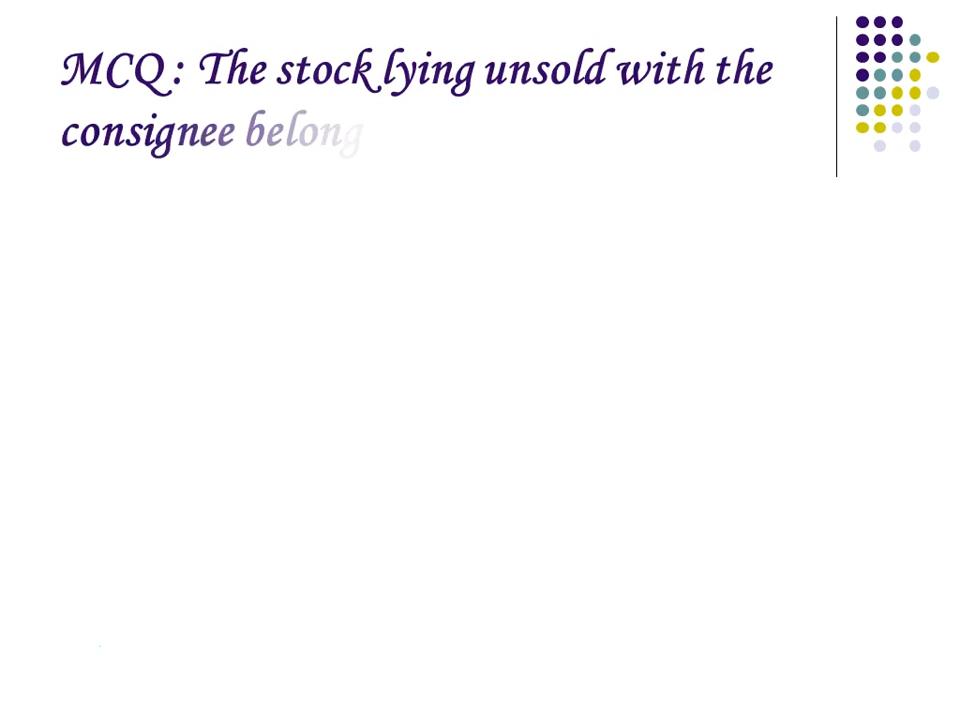 MCQ : The stock lying unsold with the
consignee belong